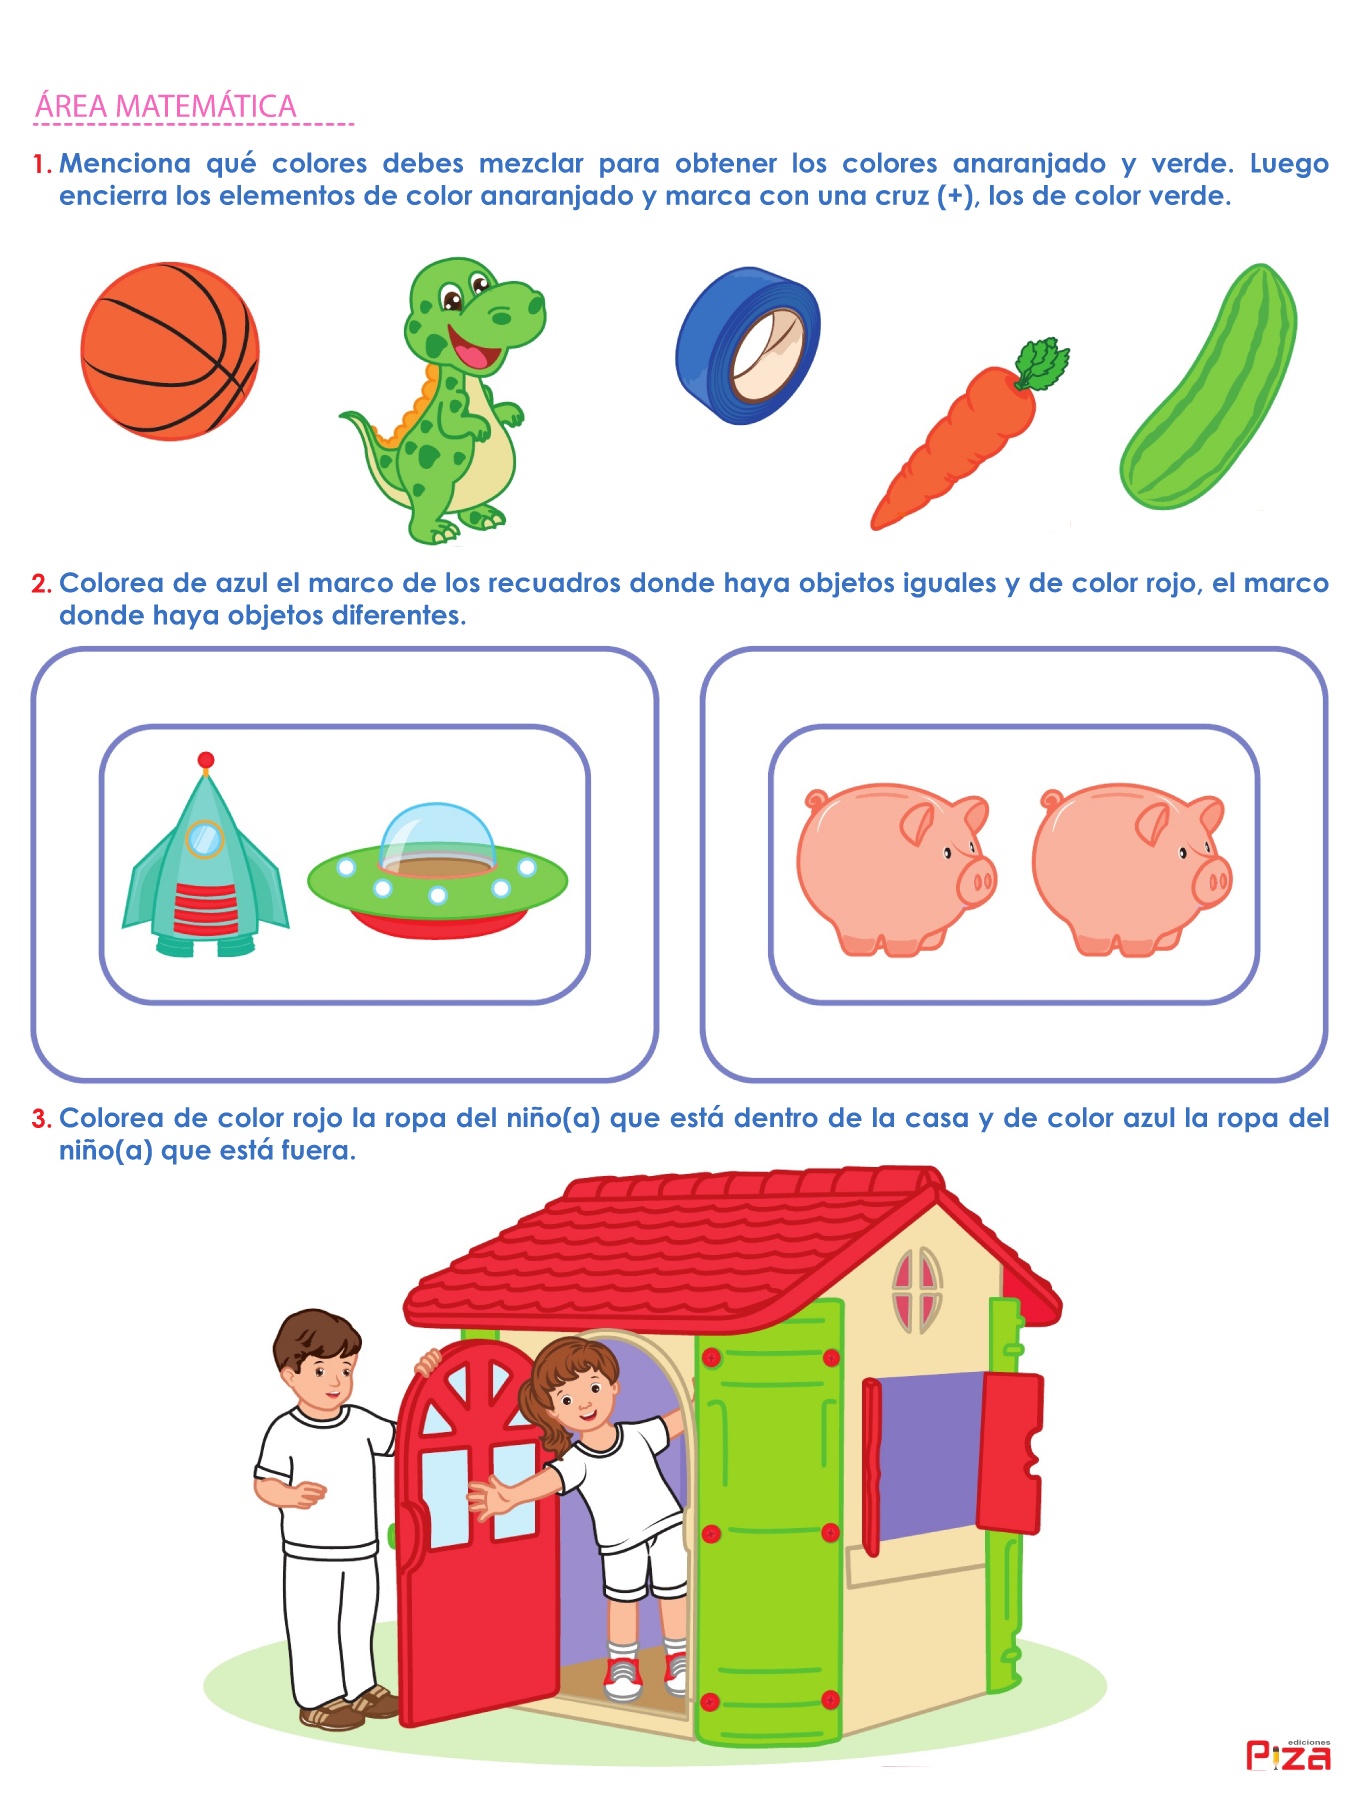 ÁREA MATEMÁTICA
1. Menciona qué colores debes mezclar para obtener los colores anaranjado y verde. Luego
encierra los elementos de color anaranjado y marca con una cruz (+), los de color verde.
2. Colorea de azul el marco de los recuadros donde haya objetos iguales y de color rojo, el marco
donde haya objetos diferentes.
3. Colorea de color rojo la ropa del niño(a) que está dentro de la casa y de color azul la ropa del
niño(a) que está fuera.
ediciones
Piza